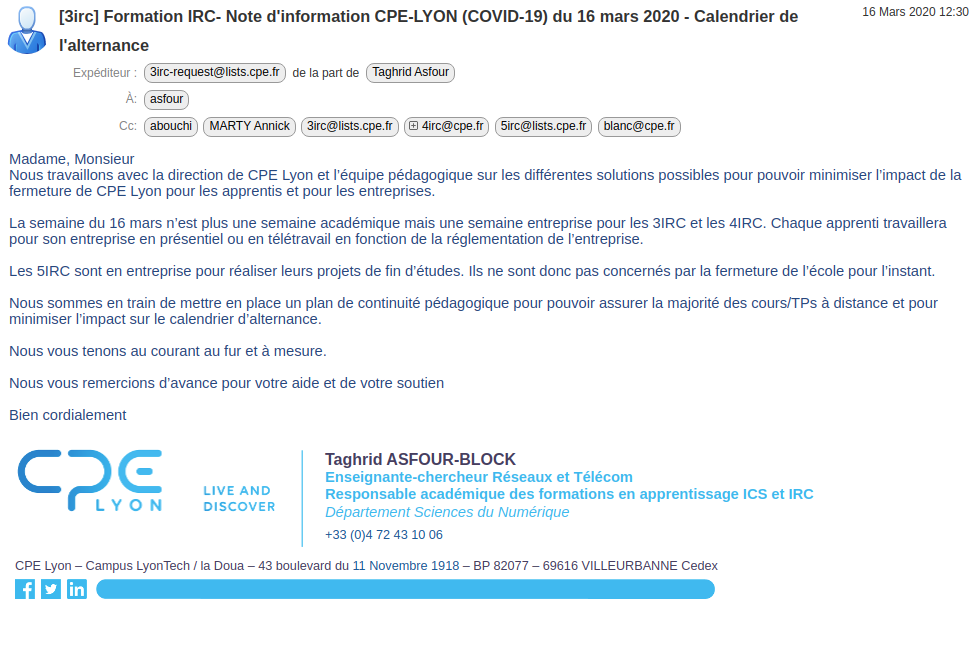 [3irc] Formation IRC- Note d'information CPE-LYON (COVID-19) du 16 mars 2020 - Calendrier de
l'alternance
16 Mars 2020 12:30
Expéditeur : 3irc-request@lists.cpe.fr de la part de Taghrid Asfour
À: asfour
Cc: abouchi MARTY Annick 3irc@lists.cpe.fr 4irc@cpe.fr 5irc@lists.cpe.fr blanc@cpe.fr
Madame, Monsieur
Nous travaillons avec la direction de CPE Lyon et l’équipe pédagogique sur les différentes solutions possibles pour pouvoir minimiser l’impact de la
fermeture de CPE Lyon pour les apprentis et pour les entreprises.
La semaine du 16 mars n’est plus une semaine académique mais une semaine entreprise pour les 3IRC et les 4IRC. Chaque apprenti travaillera
pour son entreprise en présentiel ou en télétravail en fonction de la réglementation de l’entreprise.
Les 5IRC sont en entreprise pour réaliser leurs projets de fin d’études. Ils ne sont donc pas concernés par la fermeture de l’école pour l’instant.
Nous sommes en train de mettre en place un plan de continuité pédagogique pour pouvoir assurer la majorité des cours/TPs à distance et pour
minimiser l’impact sur le calendrier d’alternance.
Nous vous tenons au courant au fur et à mesure.
Nous vous remercions d’avance pour votre aide et de votre soutien
Bien cordialement
CPE
LYON
LIVE AND
DISCOVER
Taghrid ASFOUR-BLOCK
Enseignante-chercheur Réseaux et Télécom
Responsable académique des formations en apprentissage ICS et IRC
Département Sciences du Numérique
+33 (0)4 72 43 10 06
CPE Lyon – Campus LyonTech / la Doua – 43 boulevard du 11 Novembre 1918 – BP 82077 – 69616 VILLEURBANNE Cedex